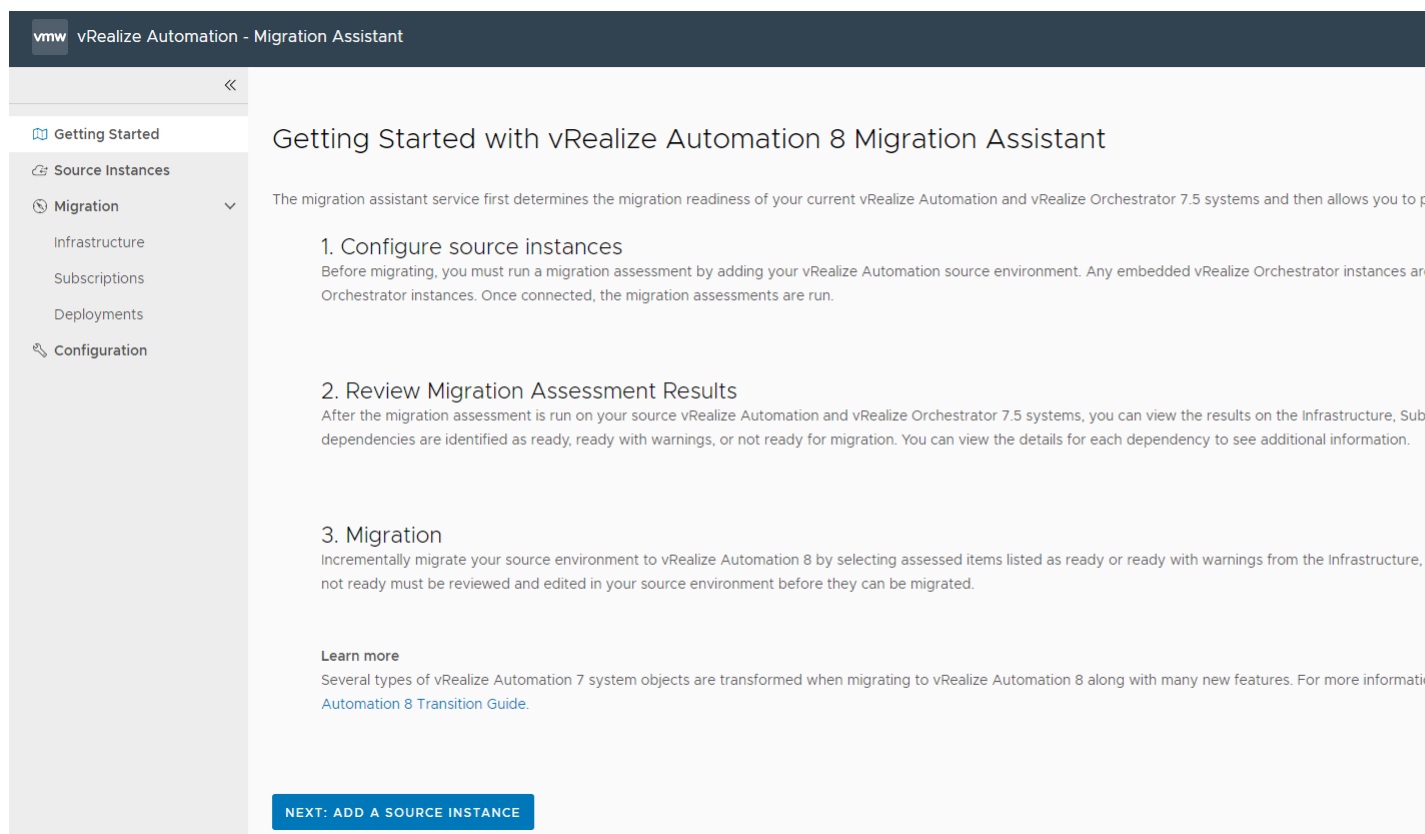 vmw vRealize Automation - Migration Assistant
Getting Started
Source Instances
Migration
Infrastructure
Subscriptions
Deployments
Configuration
Getting Started with vRealize Automation 8 Migration Assistant
The migration assistant service first determines the migration readiness of your current vRealize Automation and vRealize Orchestrator 7.5 systems and then allows you to
1. Configure source instances
Before migrating, you must run a migration assessment by adding your vRealize Automation source environment. Any embedded vRealize Orchestrator instances
Orchestrator instances. Once connected, the migration assessments are run.
2. Review Migration Assessment Results
After the migration assessment is run on your source vRealize Automation and vRealize Orchestrator 7.5 systems, you can view the results on the Infrastructure,
dependencies are identified as ready, ready with warnings, or not ready for migration. You can view the details for each dependency to see additional information.
3. Migration
Incrementally migrate your source environment to vRealize Automation 8 by selecting assessed items listed as ready or ready with warnings from the Infrastructure,
not ready must be reviewed and edited in your source environment before they can be migrated.
Learn more
Several types of vRealize Automation 7 system objects are transformed when migrating to vRealize Automation 8 along with many new features. For more
Automation 8 Transition Guide.
NEXT: ADD A SOURCE INSTANCE